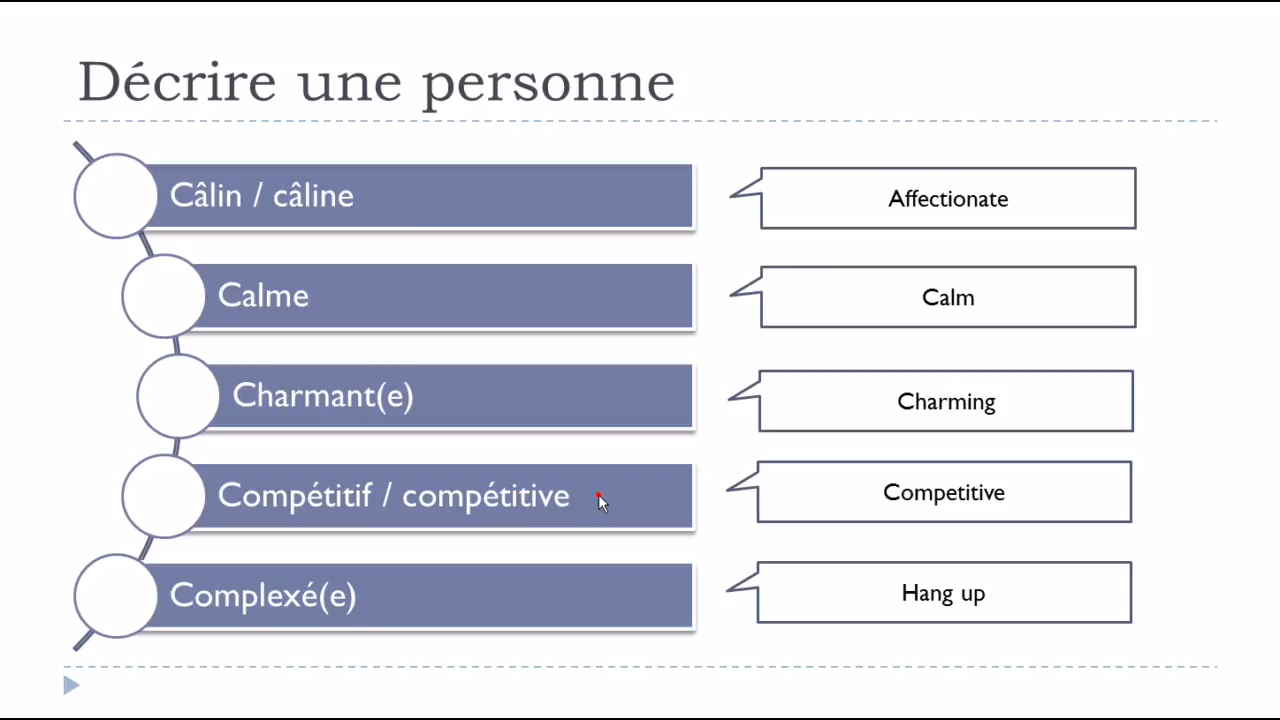 Décrire une personne
Câlin / câline
Affectionate
Calme
Calm
Charmant(e)
Charming
Compétitif / compétitive
Competitive
Complexé(e)
Hang up